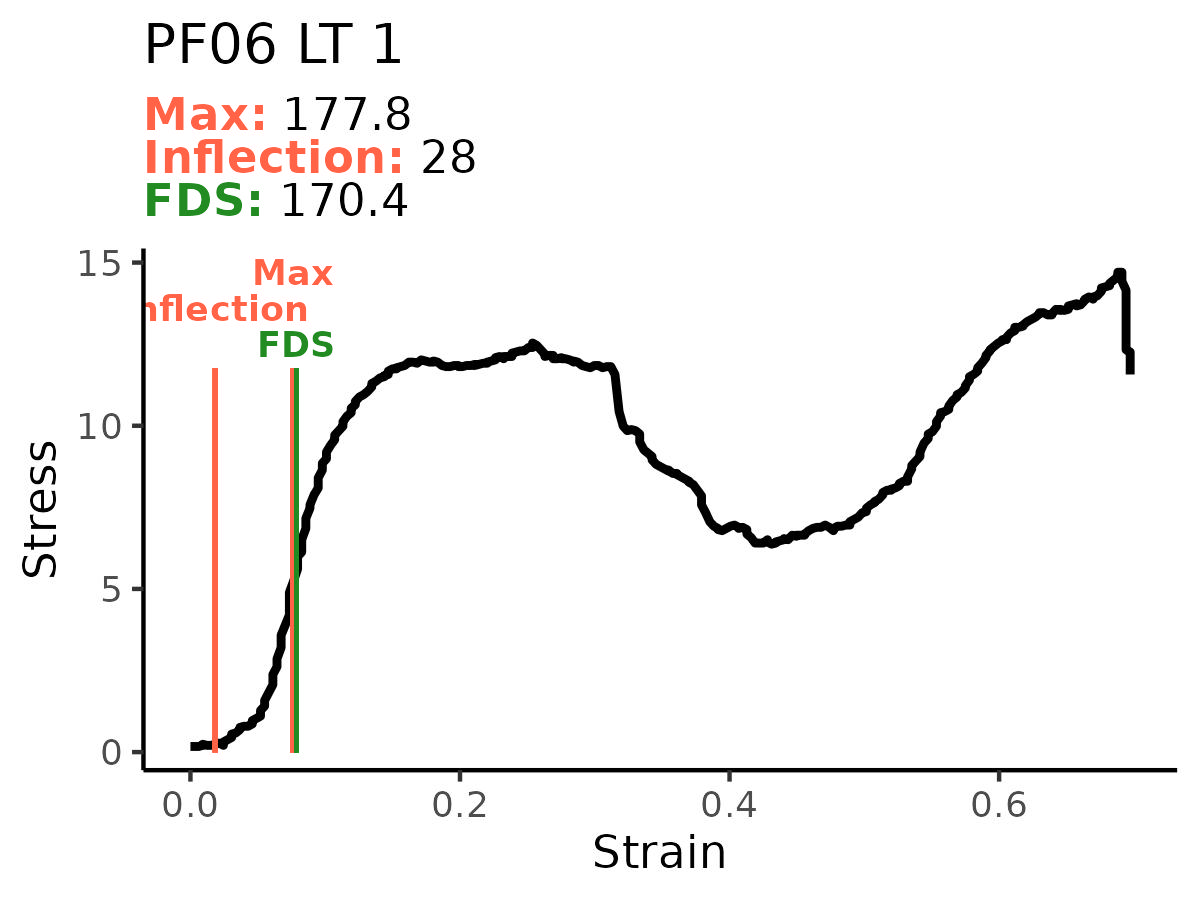 PF06 LT 1
Max: 177.8
Inflection: 28
FDS: 170.4
Max
nflection
FDS
15
10
5
0
Stress
0.0 0.2 0.4 0.6
Strain